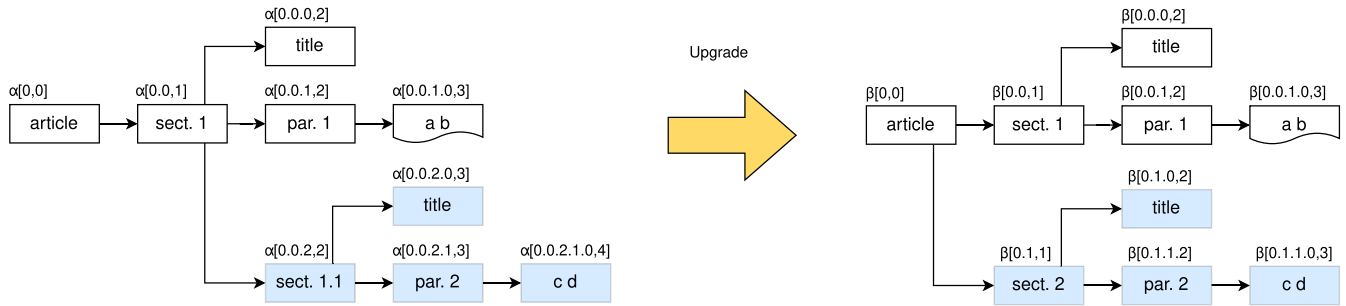 α[0.0.0,2]
β[0.0.0,2]
title
title
Upgrade
α[0,0]
α[0.0,1]
α[0.0.1,2]
α[0.0.1.0,3]
β[0,0]
β[0.0,1]
β[0.0.1,2]
β[0.0.1.0,3]
article
sect. 1
par. 1
a b
article
sect. 1
par. 1
a b
α[0.0.2.0,3]
β[0.1.0,2]
title
title
α[0.0.2,2]
α[0.0.2.1,3]
α[0.0.2.1.0,4]
β[0.1,1]
β[0.1.1.2]
β[0.1.1.0,3]
sect. 1.1
par. 2
c d
sect. 2
par. 2
c d